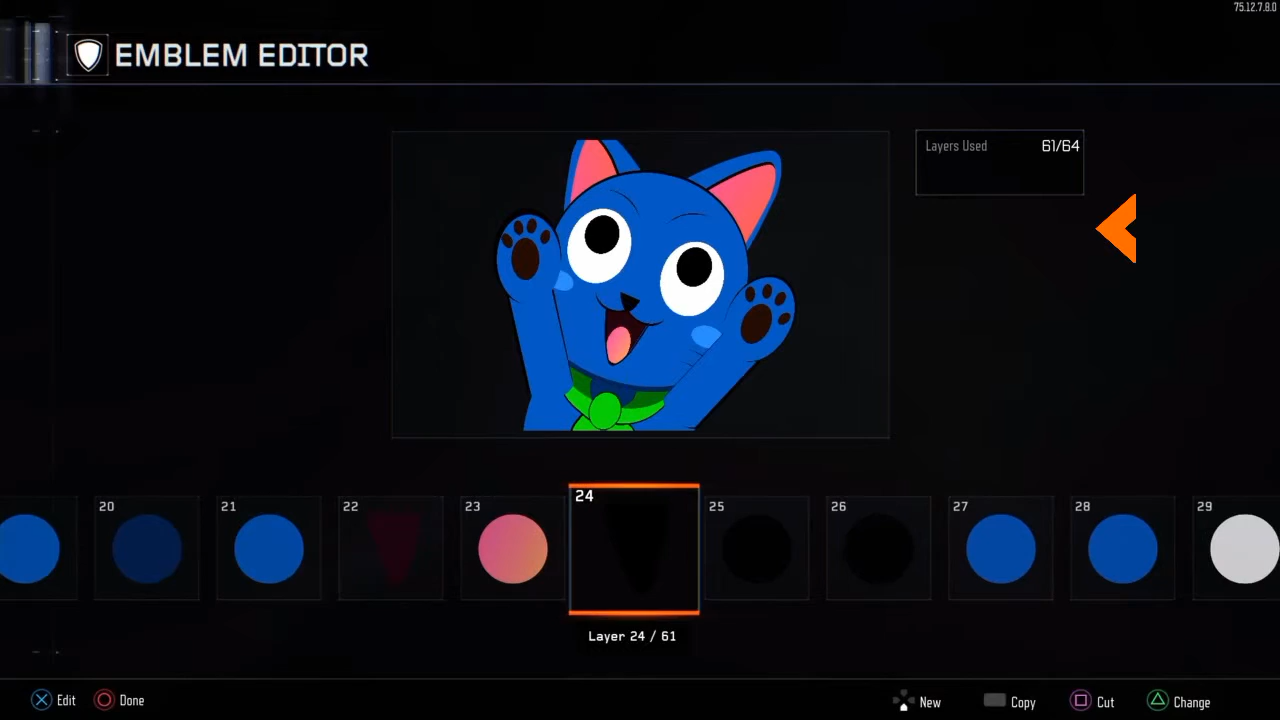 75.12.7.8.0
EMBLEM EDITOR
Layers Used 61/64
20 21 22 23 24 25 26 27 28 29
Layer 24 / 61
Edit Done New Copy Cut Change